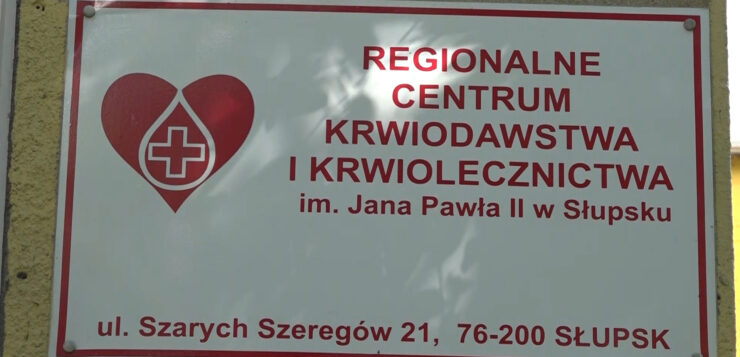 REGIONALNE
CENTRUM
KRWIODAWSTWA
I KRWIOLECZNICTWA
im. Jana Pawła II w Słupsku
ul. Szarych Szeregów 21, 76-200 SŁUPSK